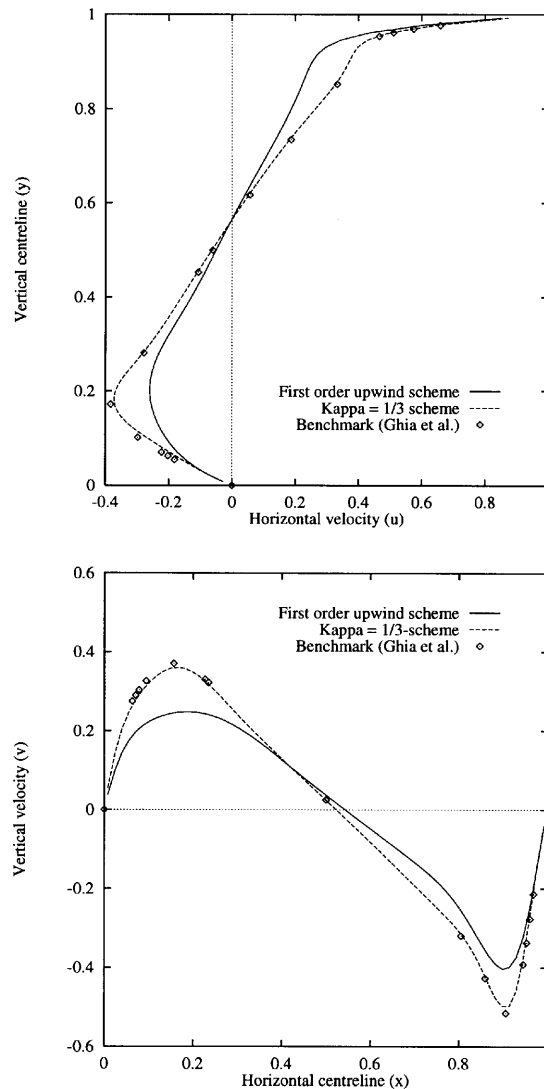 1
0.8
0.6
0.4
0.2
0
Vertical centreline (y)
First order upwind scheme
Kappa = 1/3 scheme
Benchmark (Ghia et al.)
-0.4 -0.2 0 0.2 0.4 0.6 0.8 1
Horizontal velocity (u)
0.6
0.4
0.2
0
-0.2
-0.4
-0.6
Vertical velocity (v)
First order upwind scheme
Kappa = 1/3-scheme
Benchmark (Ghia et al.)
0 0.2 0.4 0.6 0.8
Horizontal centreline (x)